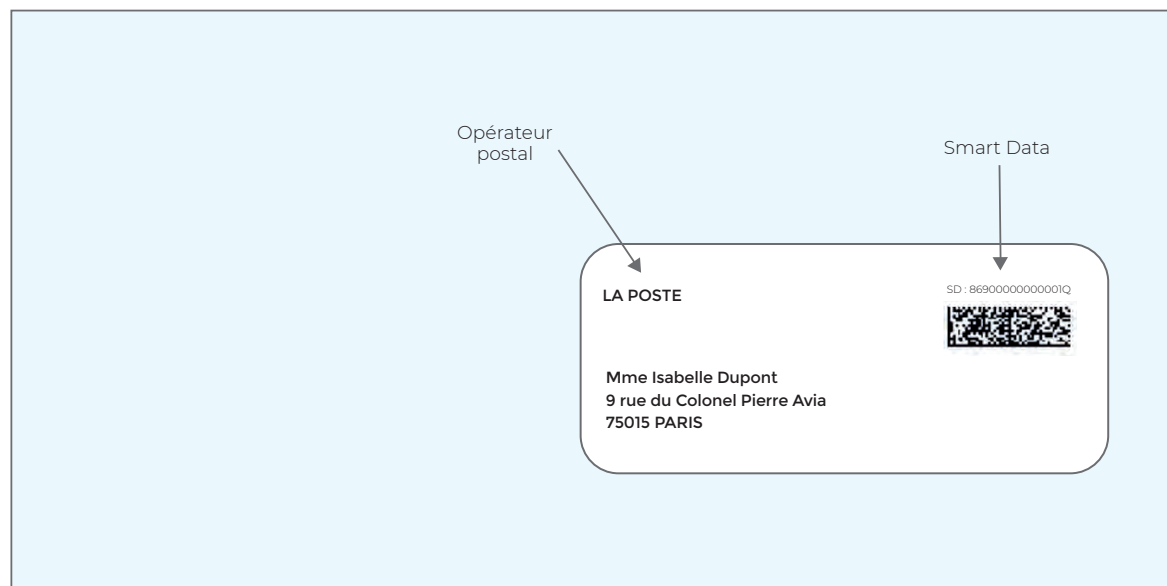 Opérateur
postal
Smart Data
LA POSTE
SD : 86900000000001Q
Mme Isabelle Dupont
9 rue du Colonel Pierre Avia
75015 PARIS